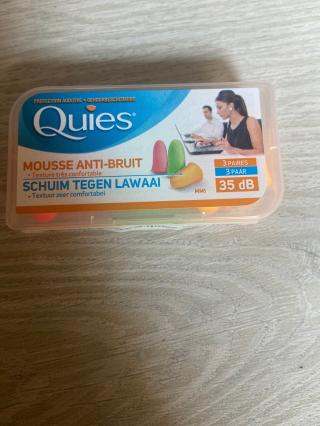 PROTECTION AUDITIVE • GEHOORBESCHERMING
Quies®
MOUSSE ANTI-BRUIT
• Texture très confortable
SCHUIM TEGEN LAWAAI
• Textuur zeer comfortabel
3 PAIRES
3 PAAR
35 dB